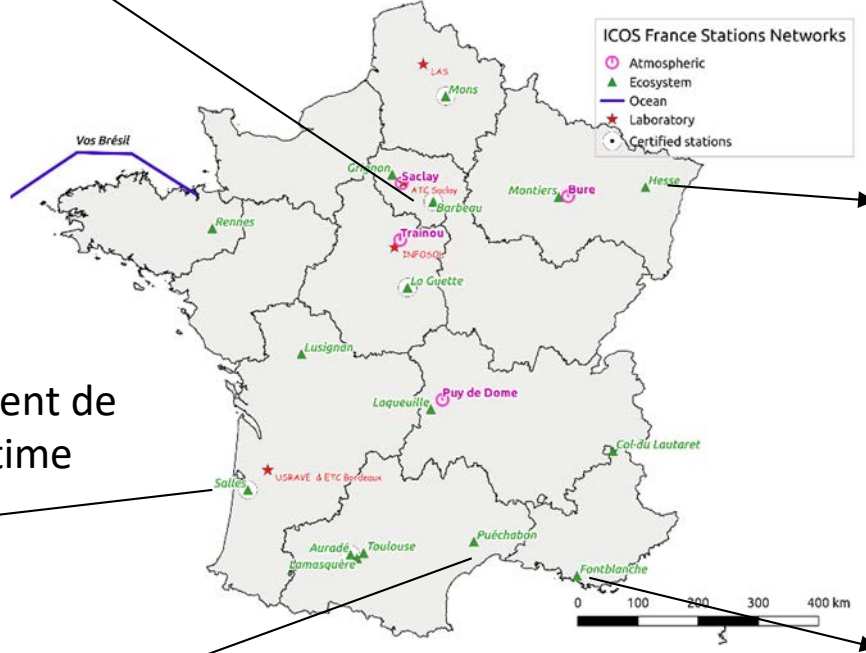 ICOS France Stations Networks
Atmospheric
Ecosystem
Ocean
Laboratory
Certified stations
LAS
Mons
Vos Brésil
Grignon
Saclay
ATC Saclay
Barbeau
Montiers
Bure
Hesse
Rennes
Trainou
INFOSOL
La Guette
Lusignan
ent de
time
Laqueuille
Puy de Dome
Col du Lautaret
Salles
USRAVE & ETC Bordeaux
Auradé
Toulouse
Lamasquère
Puéchabon
Fontblanche
0 100 200 300 400 km